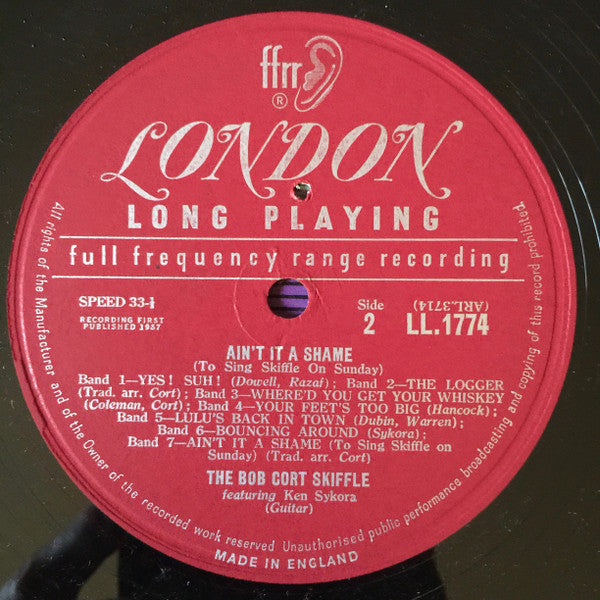 ffrr
®
LONDON
LONG PLAYING
full frequency range recording
SPEED 33-⅓
RECORDING FIRST
PUBLISHED 1957
Side
2
(ARL.3714)
LL.1774
AIN'T IT A SHAME
(To Sing Skiffle On Sunday)
Band 1—YES! SUH! (Dowell, Razaf); Band 2—THE LOGGER
(Trad. arr. Cort); Band 3—WHERE'D YOU GET YOUR WHISKEY
(Coleman, Cort); Band 4—YOUR FEET'S TOO BIG (Hancock);
Band 5—LULU'S BACK IN TOWN (Dubin, Warren);
Band 6—BOUNCING AROUND (Sykora);
Band 7—AIN'T IT A SHAME (To Sing Skiffle on
Sunday) (Trad. arr. Cort)
THE BOB CORT SKIFFLE
featuring Ken Sykora
(Guitar)
All rights of the Manufacturer and of the Owner of the recorded work reserved Unauthorised public performance broadcasting and copying of this record prohibited.
MADE IN ENGLAND